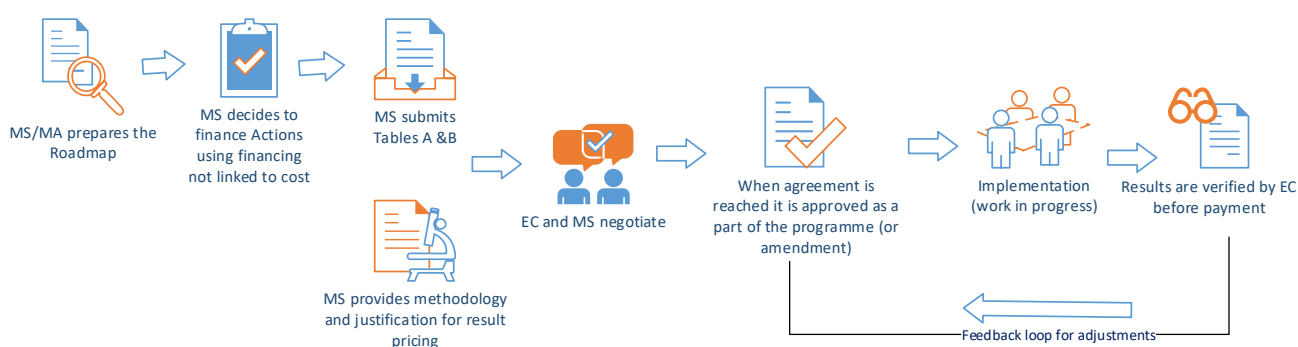 MS/MA prepares the
Roadmap
MS decides to
finance Actions
using financing
not linked to cost
MS submits
Tables A &B
MS provides methodology
and justification for result
pricing
EC and MS negotiate
When agreement is
reached it is approved as a
part of the programme (or
amendment)
Implementation
(work in progress)
Results are verified by EC
before payment
Feedback loop for adjustments